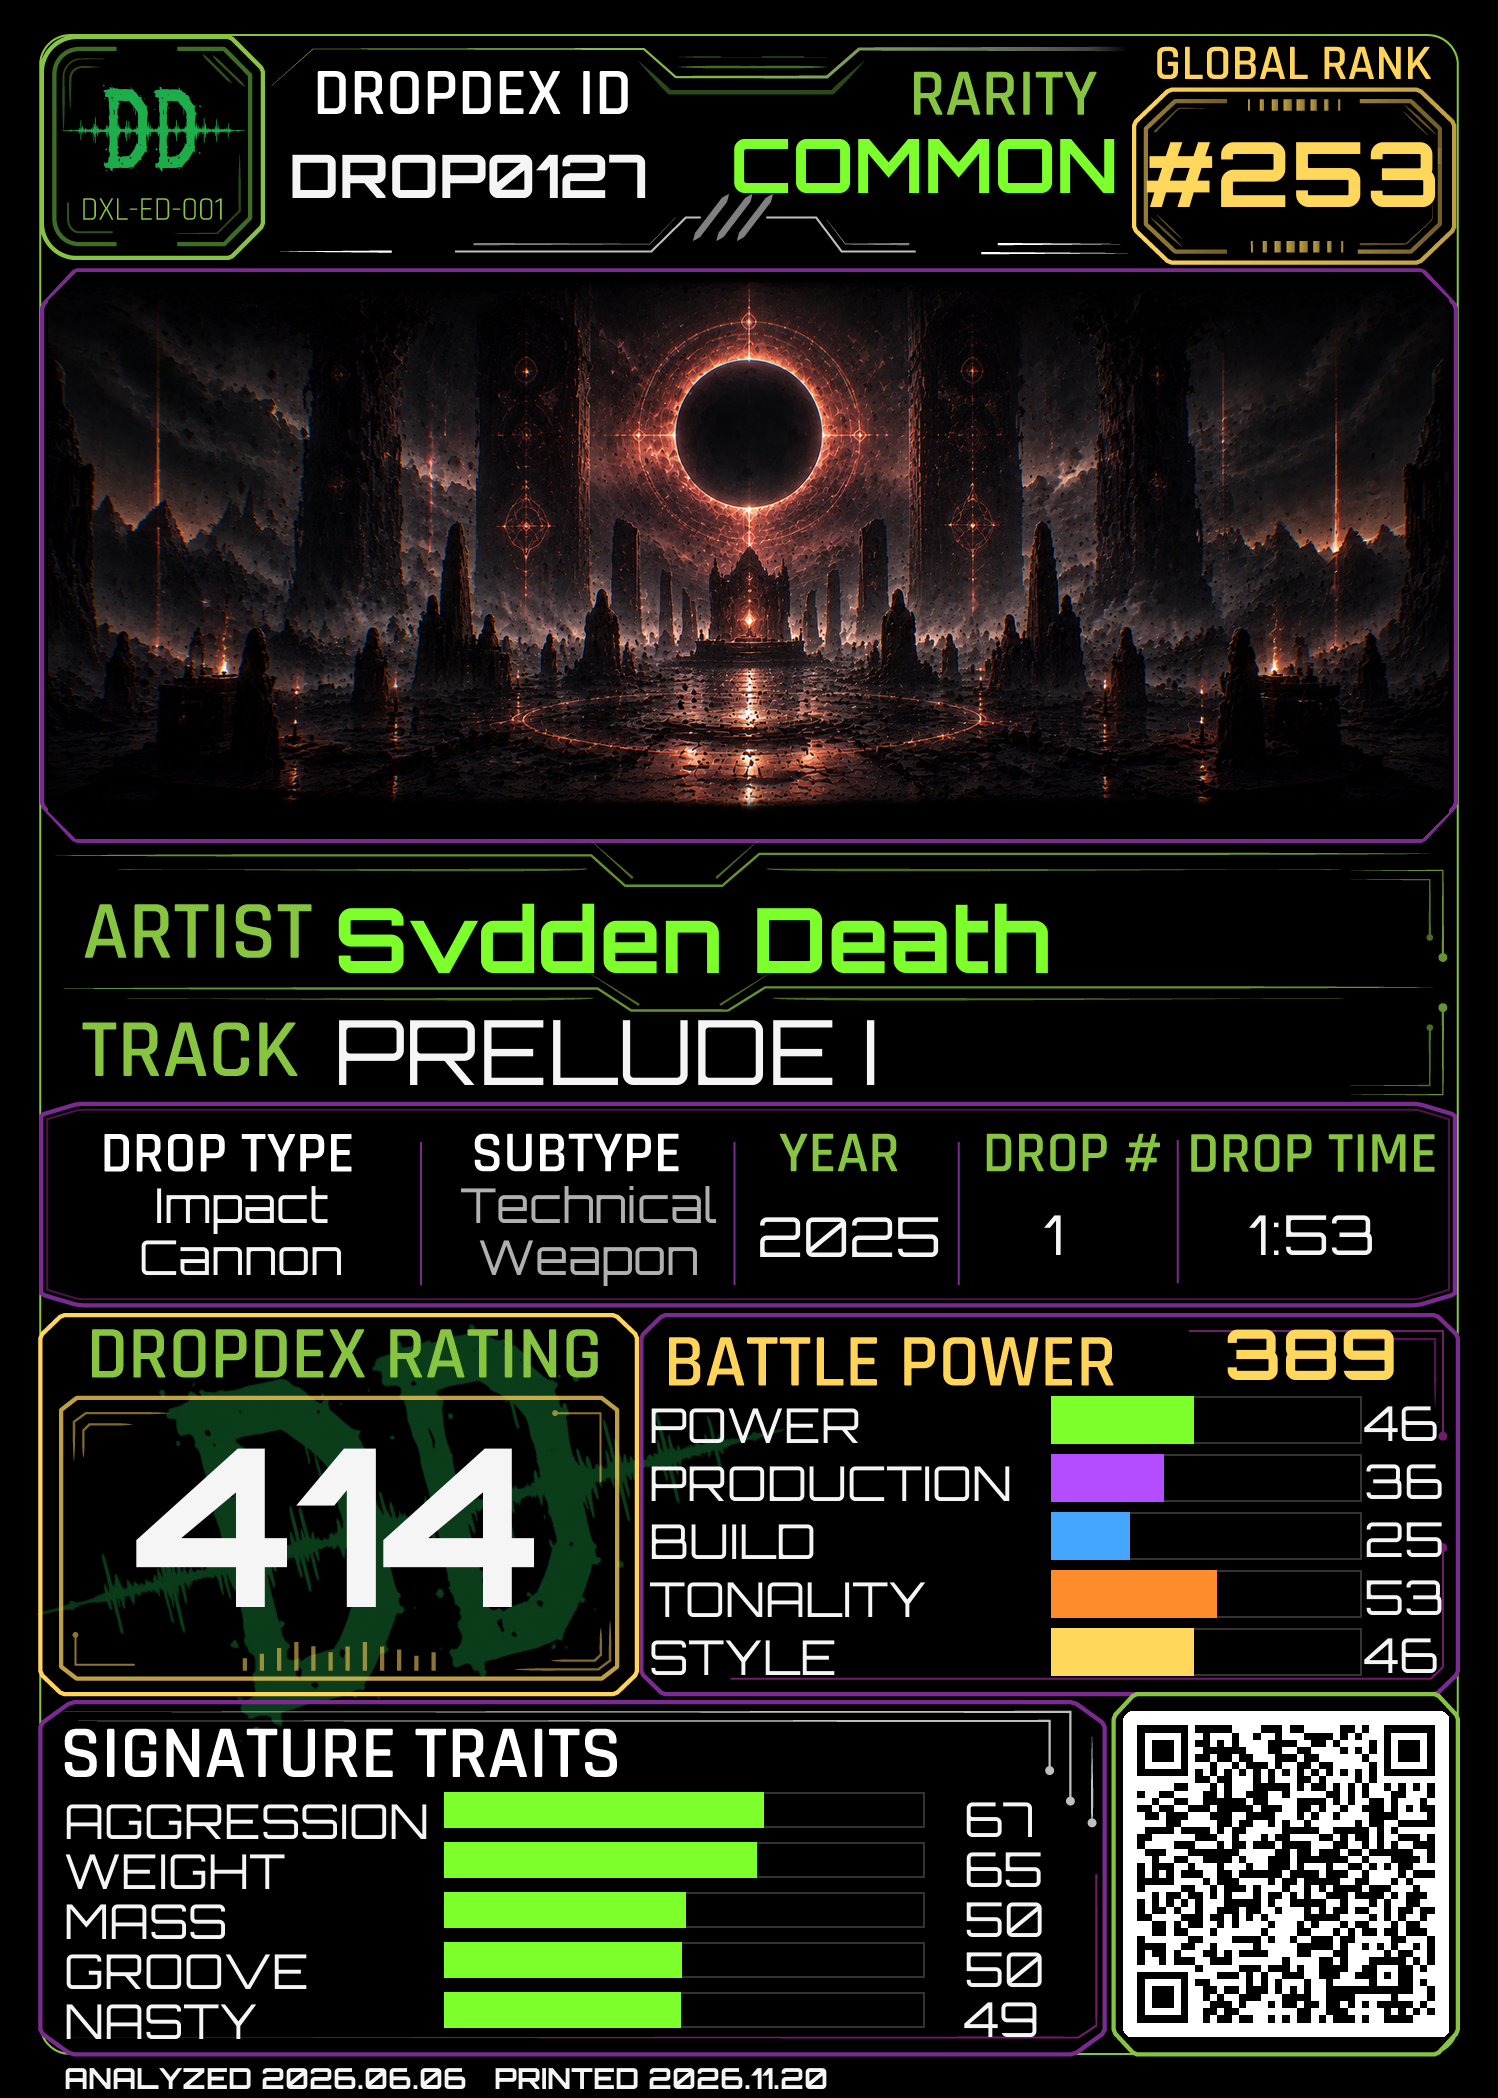 DD
DXL-ED-001
DROPDEX ID
DROP0127
RARITY
COMMON
GLOBAL RANK
#253
ARTIST Svdden Death
TRACK PRELUDE I
DROP TYPE
Impact
Cannon
SUBTYPE
Technical
Weapon
YEAR
2025
DROP #
1
DROP TIME
1:53
DROPDEX RATING
414
BATTLE POWER 389
POWER 46
PRODUCTION 36
BUILD 25
TONALITY 53
STYLE 46
SIGNATURE TRAITS
AGGRESSION 67
WEIGHT 65
MASS 50
GROOVE 50
NASTY 49
ANALYZED 2026.06.06 PRINTED 2026.11.20